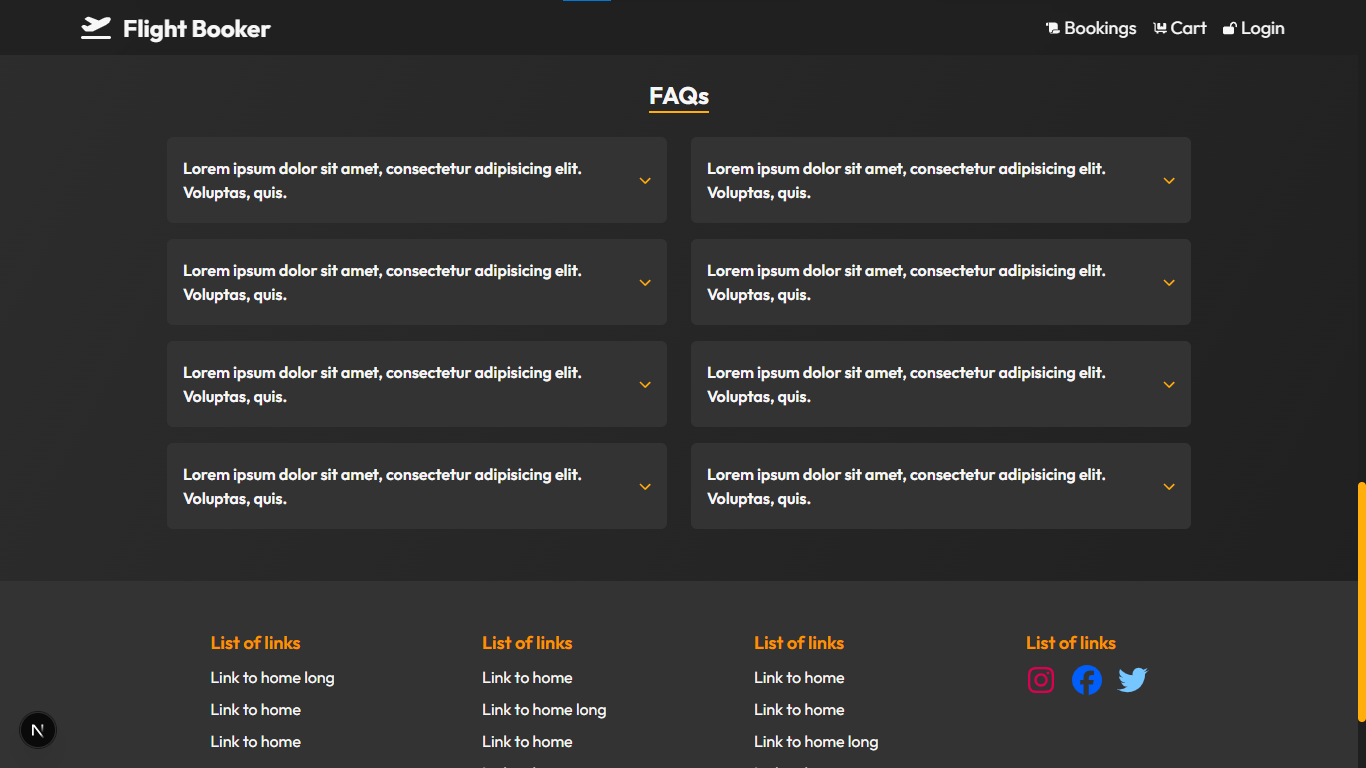 Flight Booker
Bookings
Cart
Login
FAQs
Lorem ipsum dolor sit amet, consectetur adipisicing elit.
Voluptas, quis.
Lorem ipsum dolor sit amet, consectetur adipisicing elit.
Voluptas, quis.
Lorem ipsum dolor sit amet, consectetur adipisicing elit.
Voluptas, quis.
Lorem ipsum dolor sit amet, consectetur adipisicing elit.
Voluptas, quis.
Lorem ipsum dolor sit amet, consectetur adipisicing elit.
Voluptas, quis.
Lorem ipsum dolor sit amet, consectetur adipisicing elit.
Voluptas, quis.
Lorem ipsum dolor sit amet, consectetur adipisicing elit.
Voluptas, quis.
Lorem ipsum dolor sit amet, consectetur adipisicing elit.
Voluptas, quis.
List of links
Link to home long
Link to home
Link to home
List of links
Link to home
Link to home long
Link to home
List of links
Link to home
Link to home
Link to home long
List of links
N